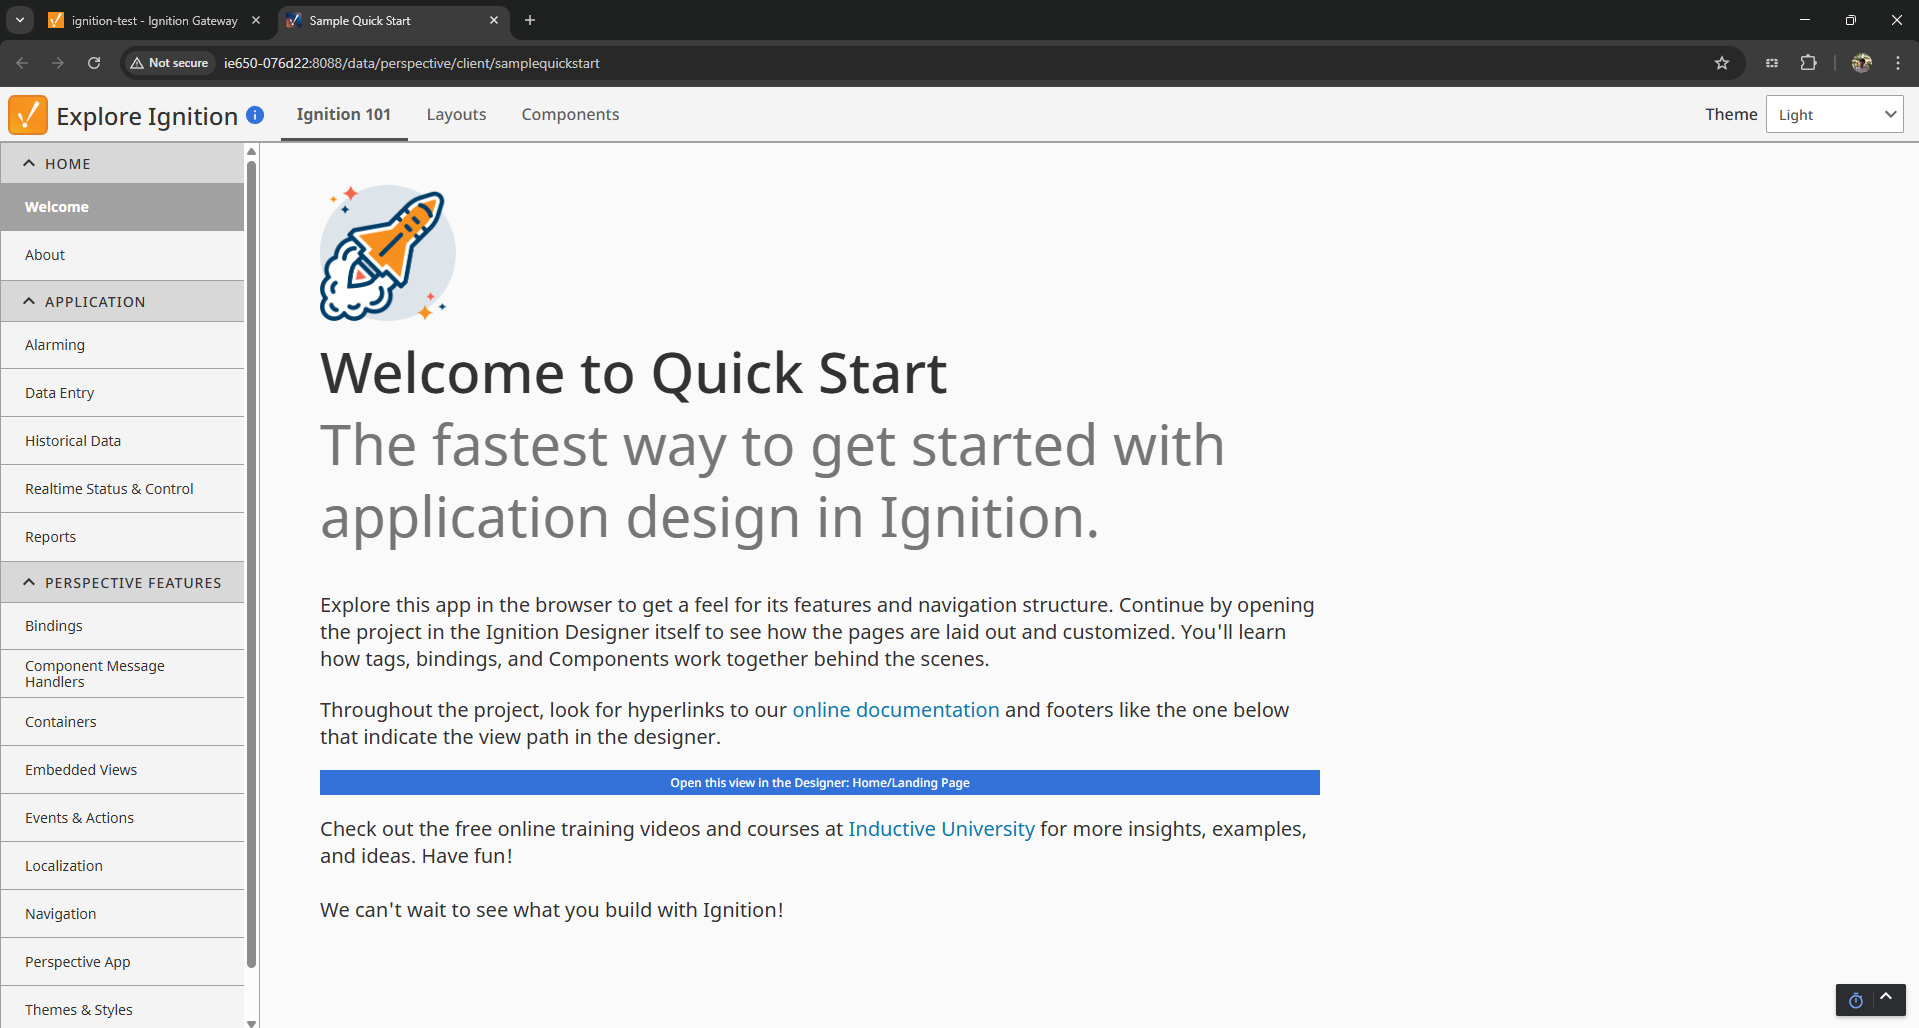 ignition-test - Ignition Gateway
Sample Quick Start
Not secure
ie650-076d22:8088/data/perspective/client/samplequickstart
Explore Ignition
Ignition 101
Layouts
Components
Theme
Light
HOME
Welcome
About
APPLICATION
Alarming
Data Entry
Historical Data
Realtime Status & Control
Reports
PERSPECTIVE FEATURES
Bindings
Component Message
Handlers
Containers
Embedded Views
Events & Actions
Localization
Navigation
Perspective App
Themes & Styles
Welcome to Quick Start
The fastest way to get started with
application design in Ignition.
Explore this app in the browser to get a feel for its features and navigation structure. Continue by opening
the project in the Ignition Designer itself to see how the pages are laid out and customized. You'll learn
how tags, bindings, and Components work together behind the scenes.
Throughout the project, look for hyperlinks to our online documentation and footers like the one below
that indicate the view path in the designer.
Open this view in the Designer: Home/Landing Page
Check out the free online training videos and courses at Inductive University for more insights, examples,
and ideas. Have fun!
We can't wait to see what you build with Ignition!